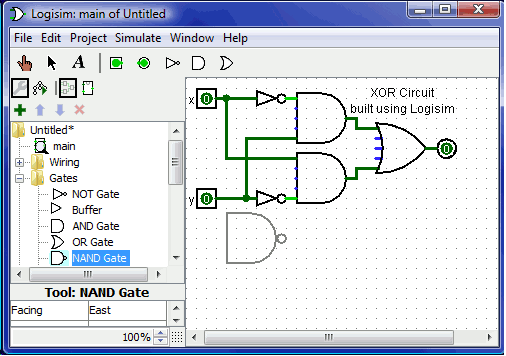 Logisim: main of Untitled
File Edit Project Simulate Window Help
A
Untitled*
main
Wiring
Gates
NOT Gate
Buffer
AND Gate
OR Gate
NAND Gate
Tool: NAND Gate
Facing East
100%
XOR Circuit
built using Logisim
x 0
0
y 0